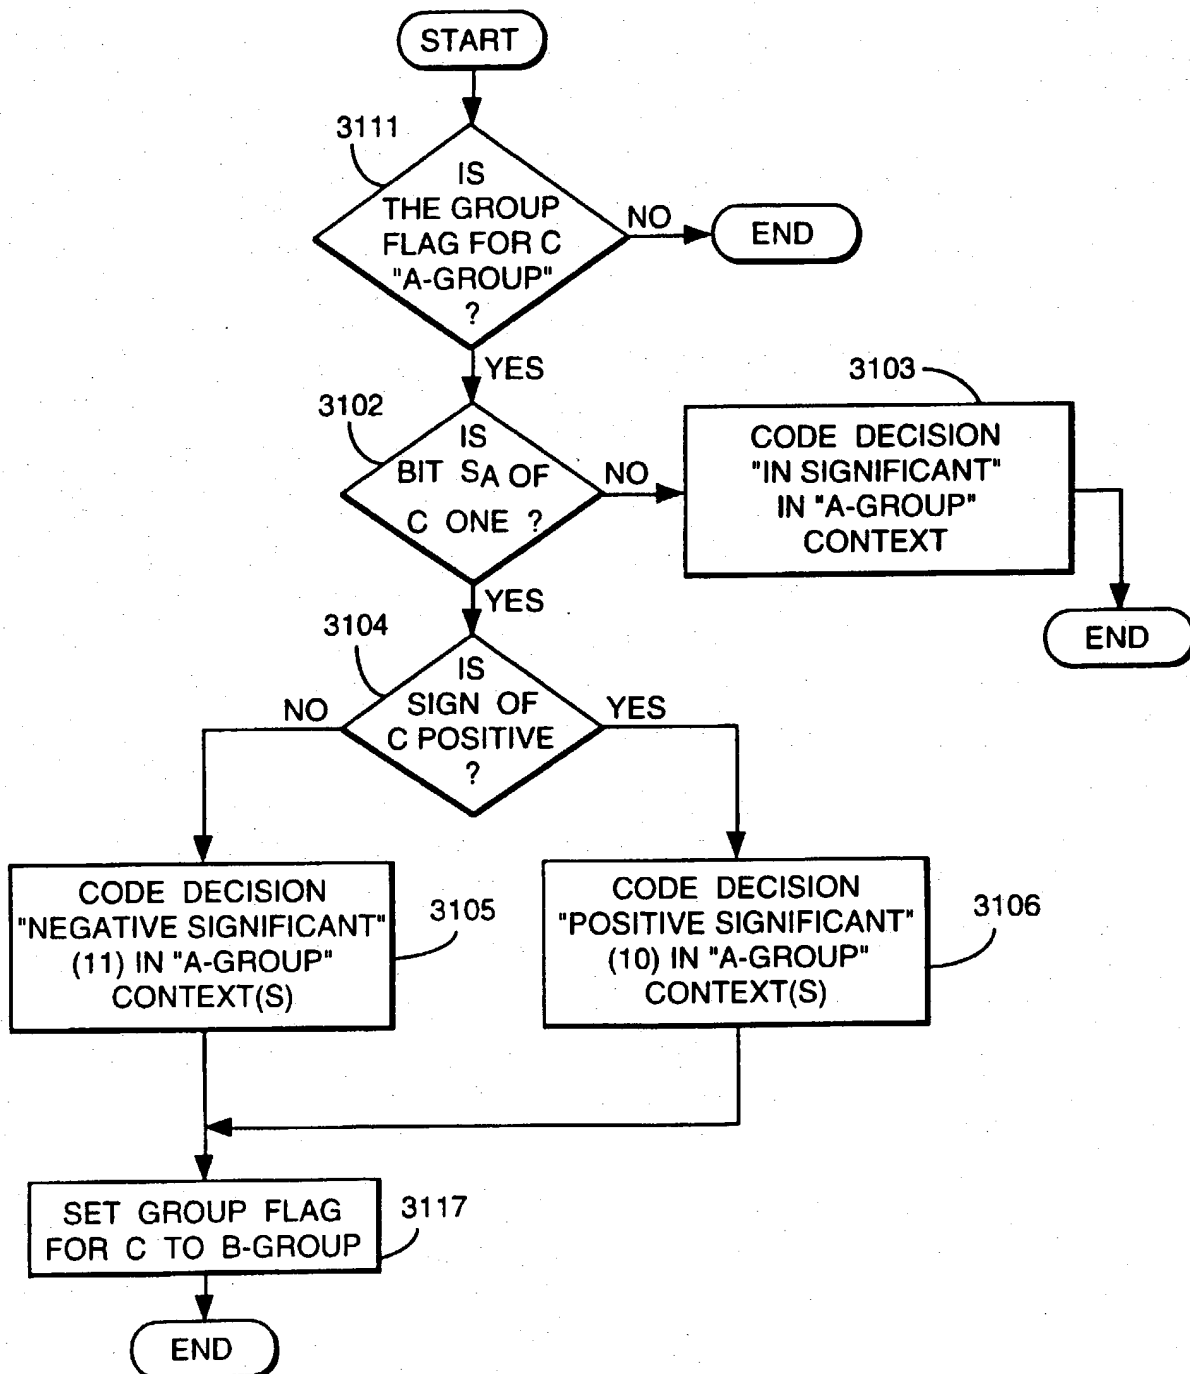 START
3111
IS
THE GROUP
FLAG FOR C
"A-GROUP"
?
NO
END
YES
3102
IS
BIT SA OF
C ONE ?
NO
3103
CODE DECISION
"IN SIGNIFICANT"
IN "A-GROUP"
CONTEXT
END
YES
3104
IS
SIGN OF
C POSITIVE
?
NO
YES
CODE DECISION
"NEGATIVE SIGNIFICANT"
(11) IN "A-GROUP"
CONTEXT(S)
3105
CODE DECISION
"POSITIVE SIGNIFICANT"
(10) IN "A-GROUP"
CONTEXT(S)
3106
SET GROUP FLAG
FOR C TO B-GROUP
3117
END